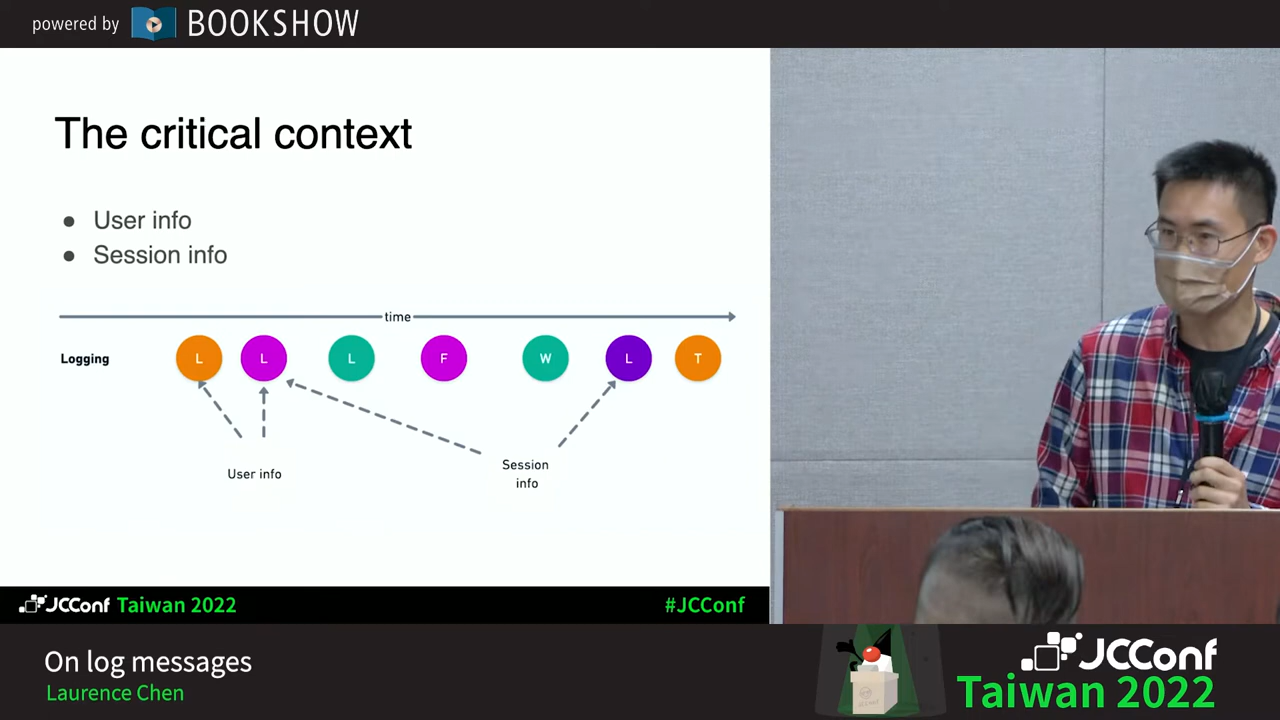 powered by BOOKSHOW
The critical context
● User info
● Session info
time
Logging L L L F W L T
User info
Session
info
JCConf Taiwan 2022 #JCConf
On log messages
Laurence Chen
JCConf
Taiwan 2022